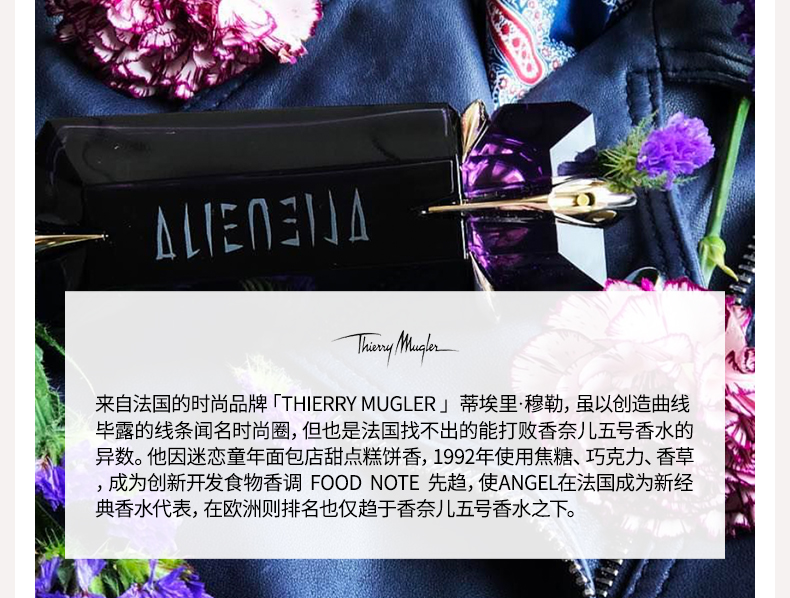 ALIEUEIJA
Thierry Mugler
来自法国的时尚品牌「THIERRY MUGLER 」蒂埃里·穆勒, 虽以创造曲线
毕露的线条闻名时尚圈, 但也是法国找不出的能打败香奈儿五号香水的
异数。他因迷恋童年面包店甜点糕饼香, 1992年使用焦糖、巧克力、香草
, 成为创新开发食物香调 FOOD NOTE 先趋, 使ANGEL在法国成为新经
典香水代表, 在欧洲则排名也仅趋于香奈儿五号香水之下。